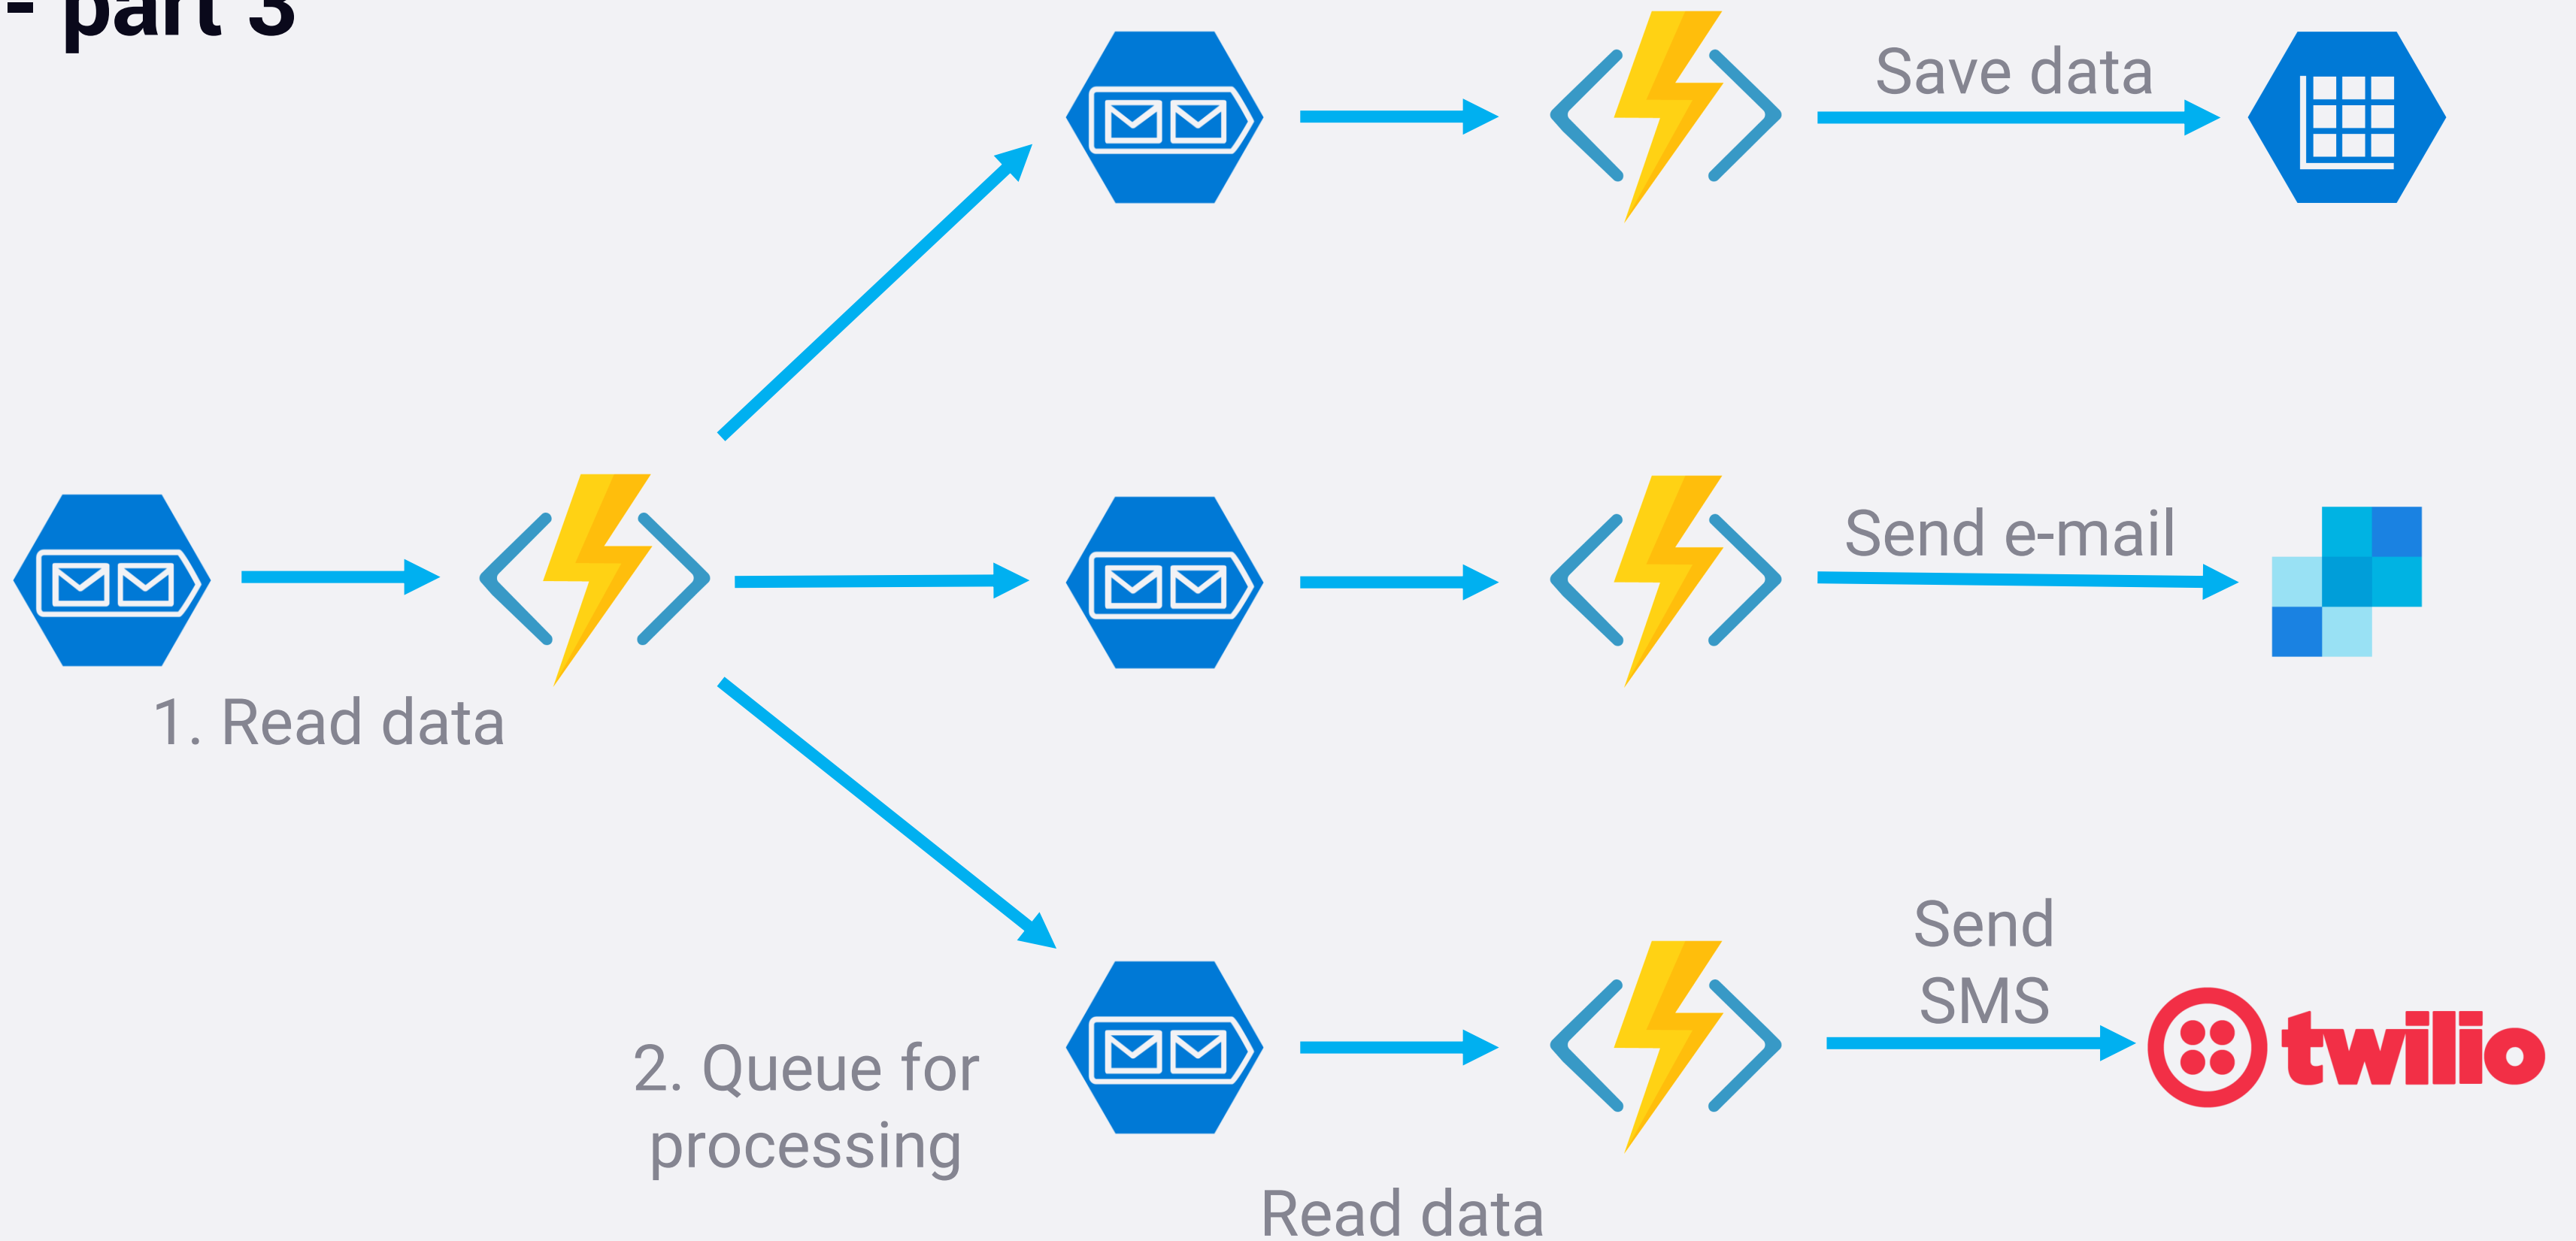 - part 3
Save data
Send e-mail
1. Read data
Send
SMS
twilio
2. Queue for
processing
Read data